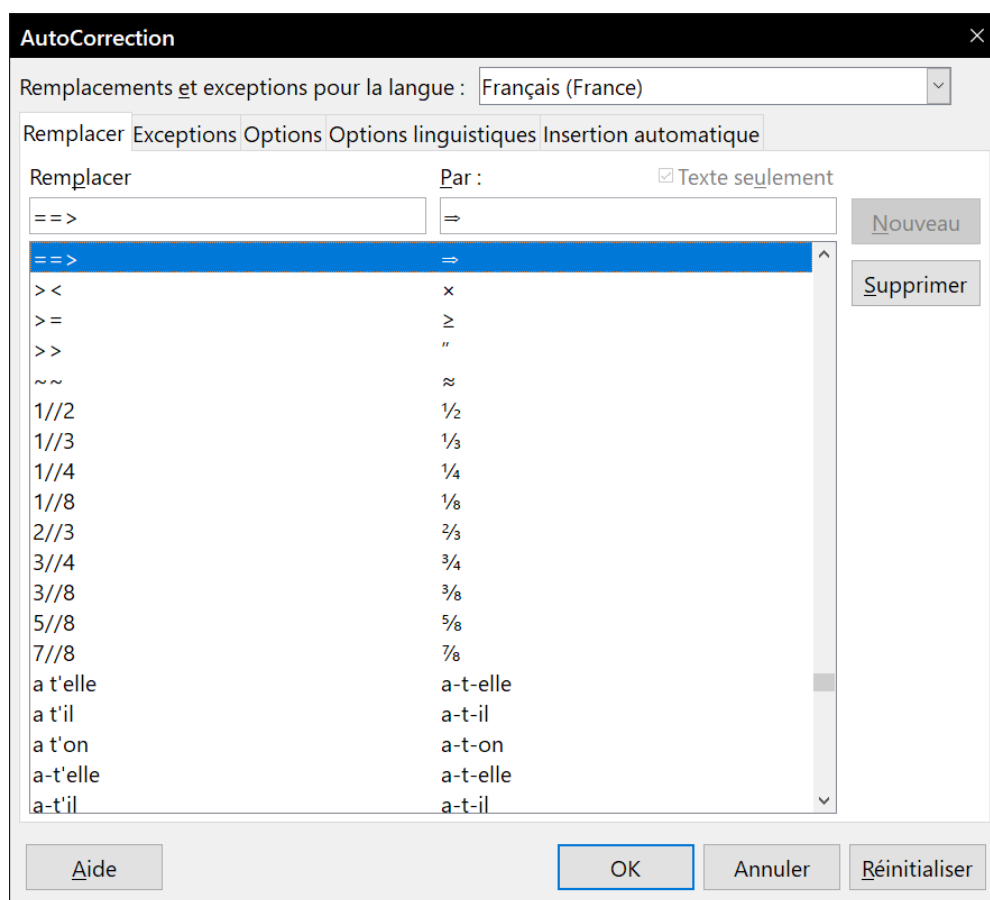 AutoCorrection
Remplacements et exceptions pour la langue : Français (France)
Remplacer Exceptions Options Options linguistiques Insertion automatique
Remplacer Par : Texte seulement
==> ⇒ Nouveau
==> ⇒
Supprimer
>< ×
>= ≥
>> ″
~~ ≈
1//2 ½
1//3 ⅓
1//4 ¼
1//8 ⅛
2//3 ⅔
3//4 ¾
3//8 ⅜
5//8 ⅝
7//8 ⅞
a t'elle a-t-elle
a t'il a-t-il
a t'on a-t-on
a-t'elle a-t-elle
a-t'il a-t-il
Aide OK Annuler Réinitialiser